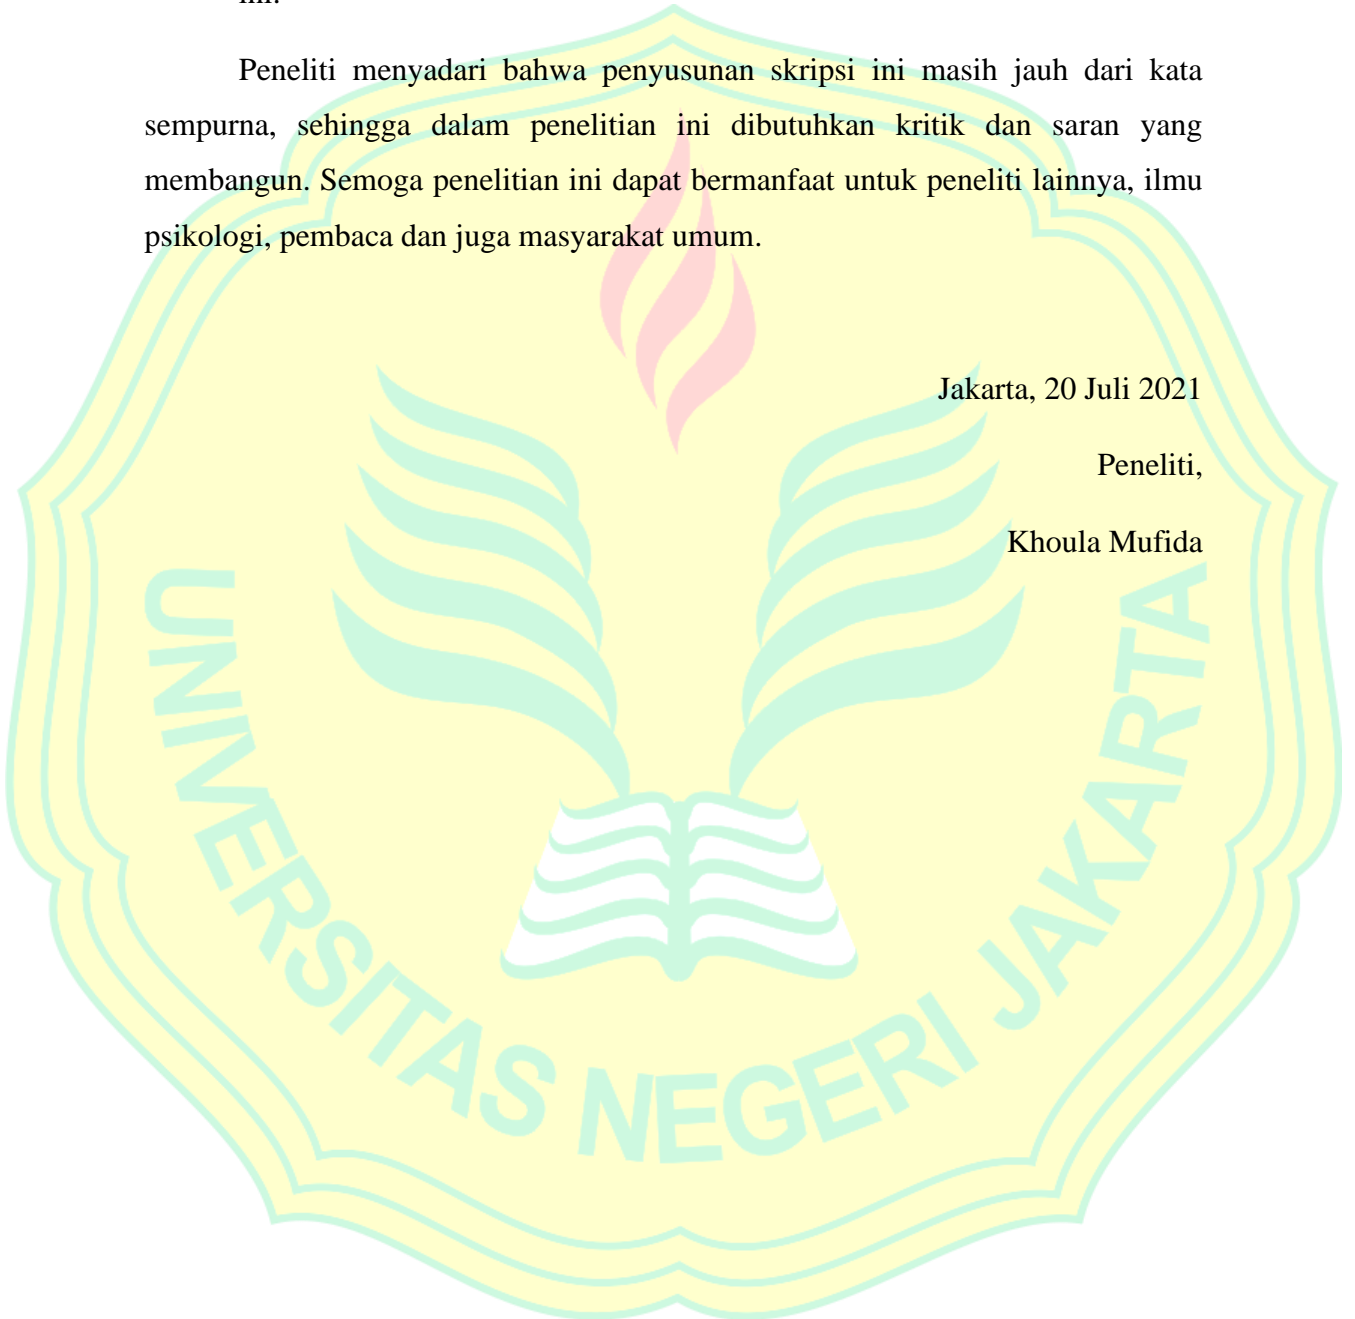 ini.
Peneliti menyadari bahwa penyusunan skripsi ini masih jauh dari kata
sempurna, sehingga dalam penelitian ini dibutuhkan kritik dan saran yang
membangun. Semoga penelitian ini dapat bermanfaat untuk peneliti lainnya, ilmu
psikologi, pembaca dan juga masyarakat umum.
Jakarta, 20 Juli 2021
Peneliti,
Khoula Mufida
UNIVERSITAS NEGERI JAKARTA